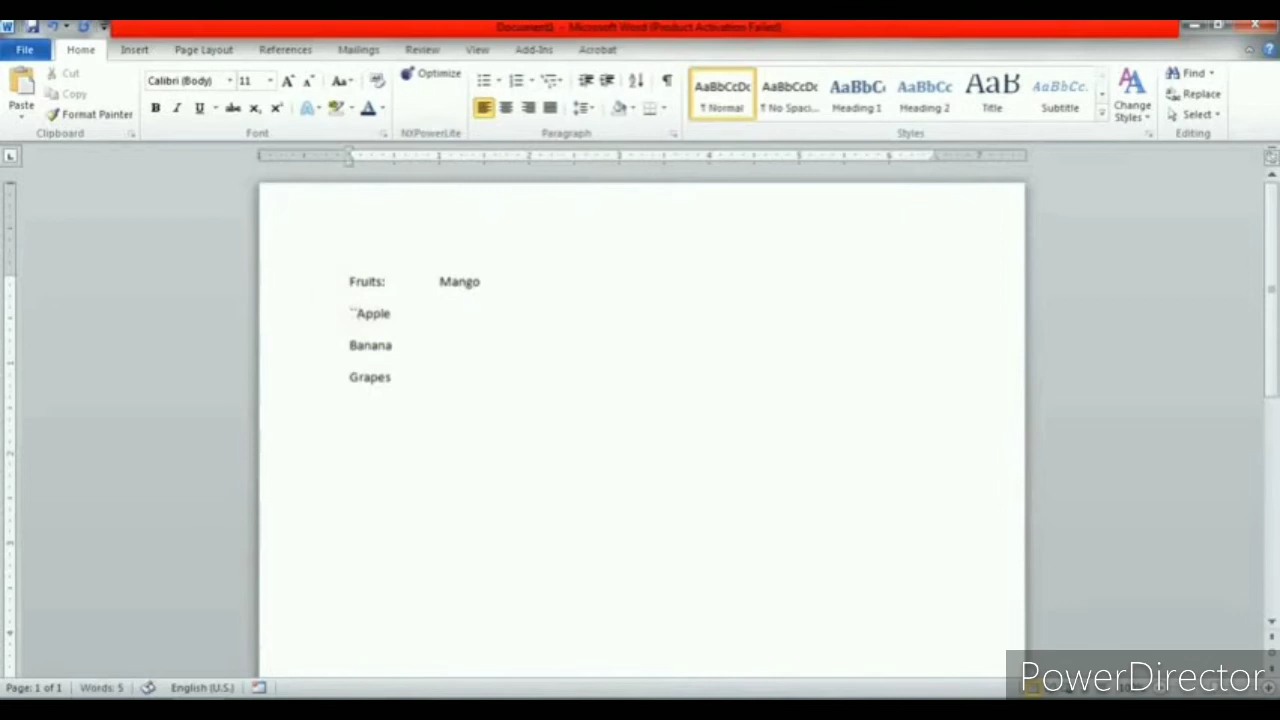 Document1 - Microsoft Word (Product Activation Failed)
File Home Insert Page Layout References Mailings Review View Add-Ins Acrobat
Paste
Cut
Copy
Format Painter
Clipboard
Calibri (Body) 11
Font
Optimize
NXPowerLite
Paragraph
AaBbCcDc AaBbCcDc AaBbC AaBbCc AaB AaBbCc.
¶ Normal ¶ No Spaci... Heading 1 Heading 2 Title Subtitle
Change Styles
Styles
Find
Replace
Select
Editing
Fruits: Mango
``Apple
Banana
Grapes
Page: 1 of 1 Words: 5 English (U.S.)
PowerDirector